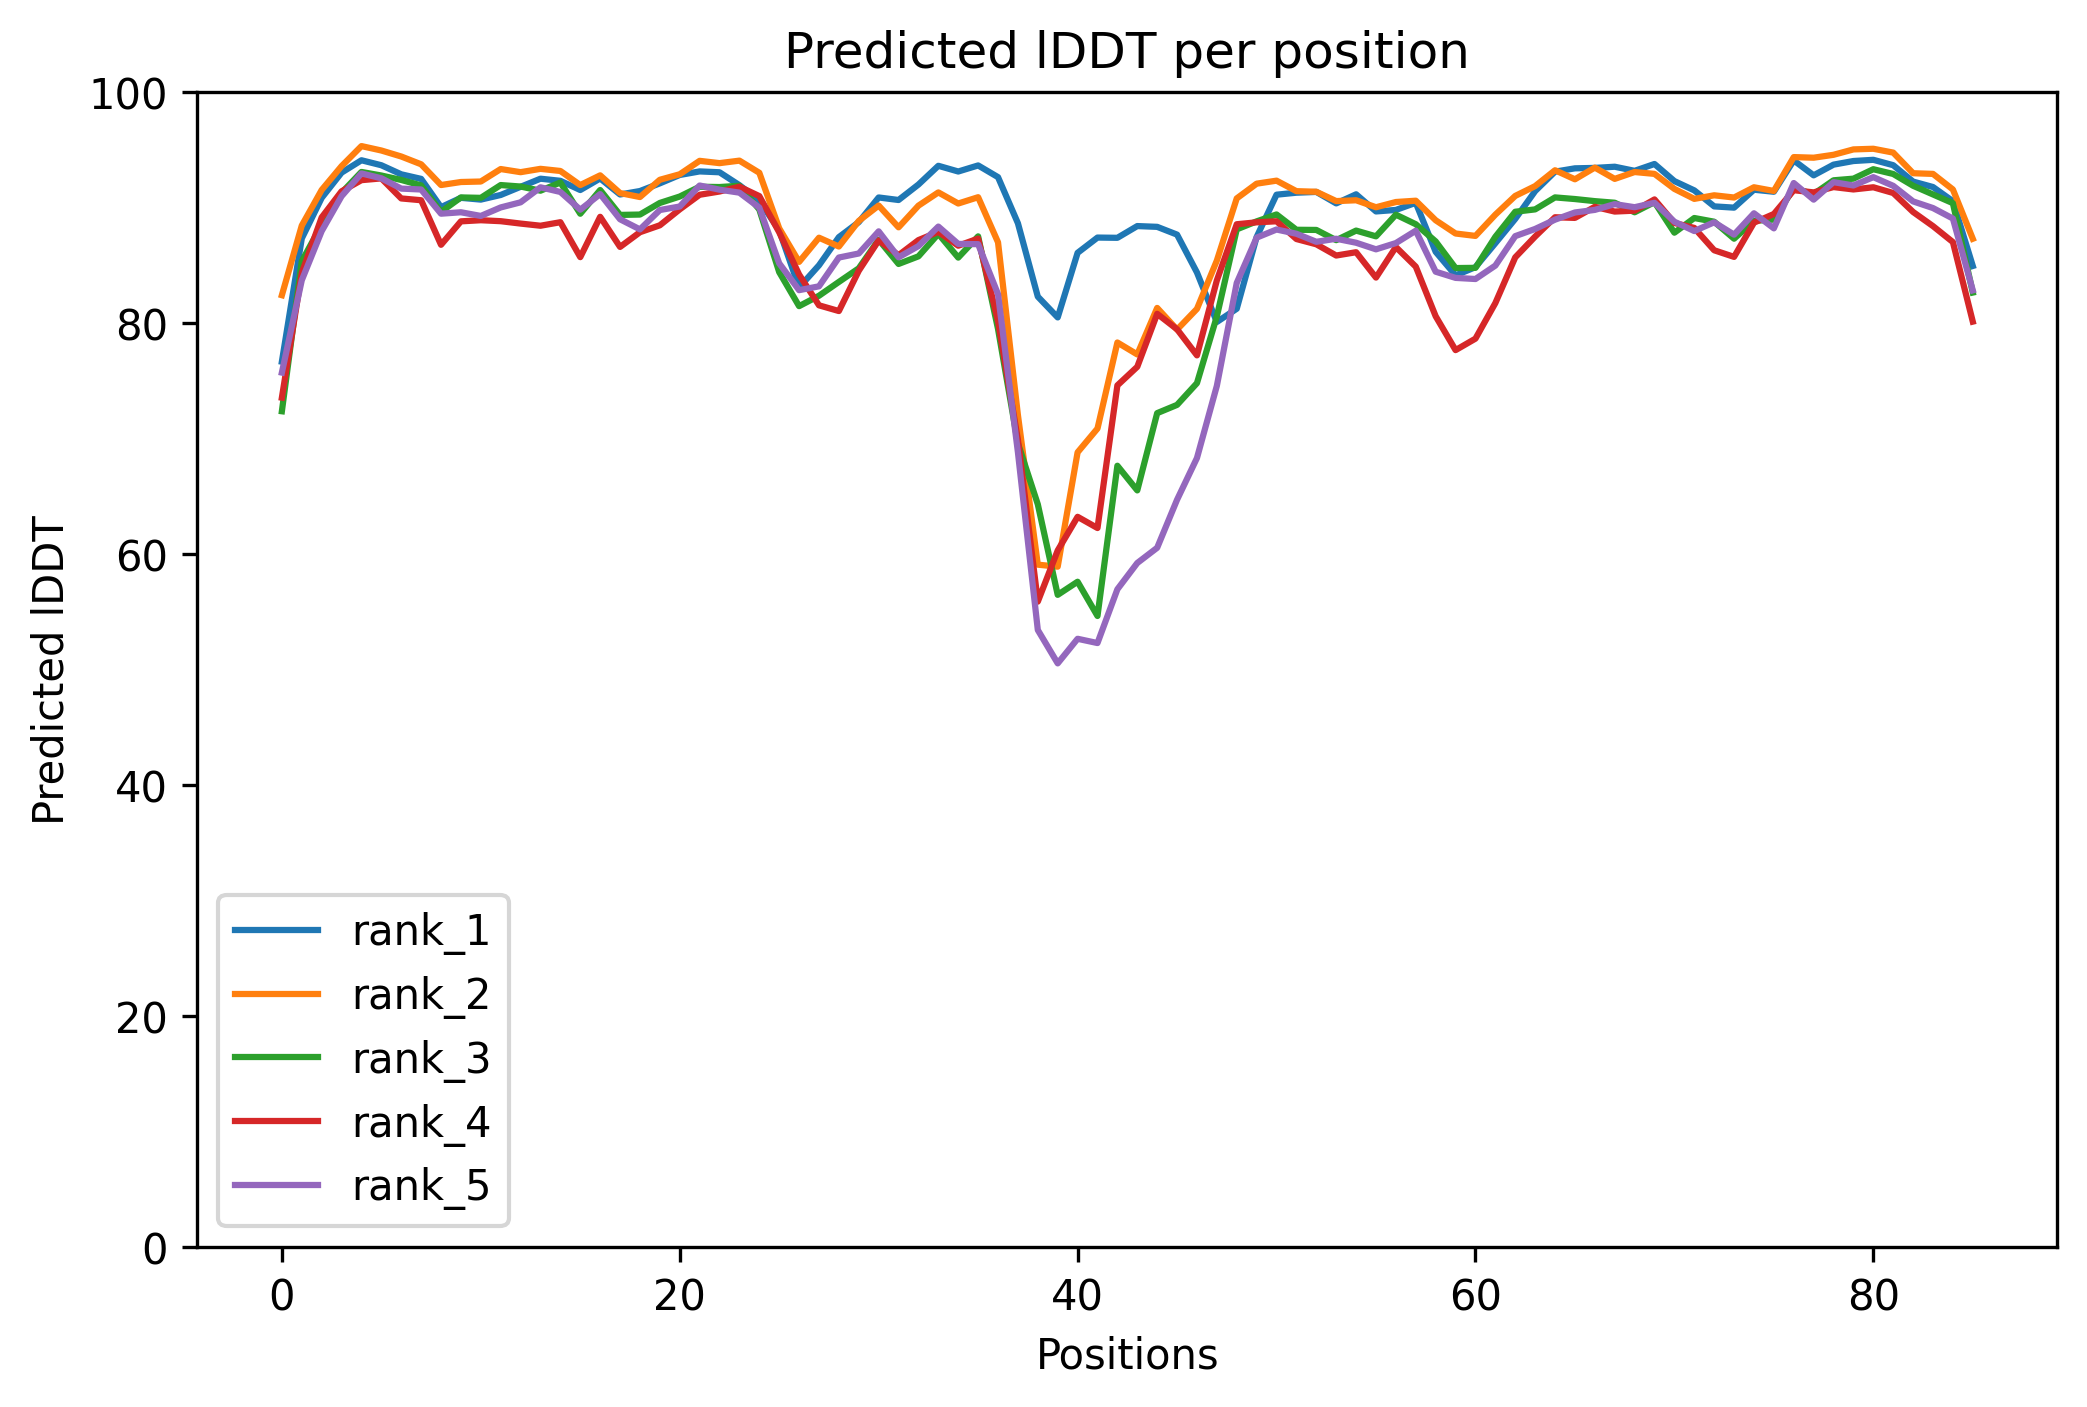 Predicted lDDT per position
100
80
60
40
20
0
Predicted lDDT
rank_1
rank_2
rank_3
rank_4
rank_5
0 20 40 60 80
Positions